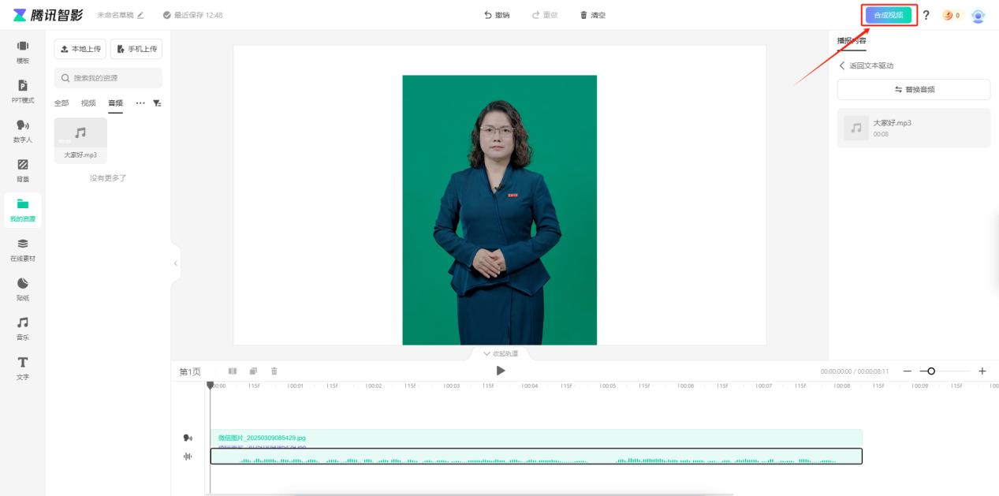 腾讯智影
未命名草稿
最近保存 12:48
撤销
重做
清空
合成视频
?
0
模板
PPT模式
数字人
背景
我的资源
在线素材
贴纸
音乐
文字
本地上传
手机上传
搜索我的资源
全部 视频 音频 ...
大家好.mp3
没有更多了
播报内容
返回文本驱动
替换音频
大家好.mp3
00:08
收起轨道
第1页
00:00:00:00 / 00:00:08:11
00:00 15f 00:01 15f 00:02 15f 00:03 15f 00:04 15f 00:05 15f 00:06 15f 00:07 15f 00:08 15f 00:09 15f 00
微信图片_20250309085429.jpg